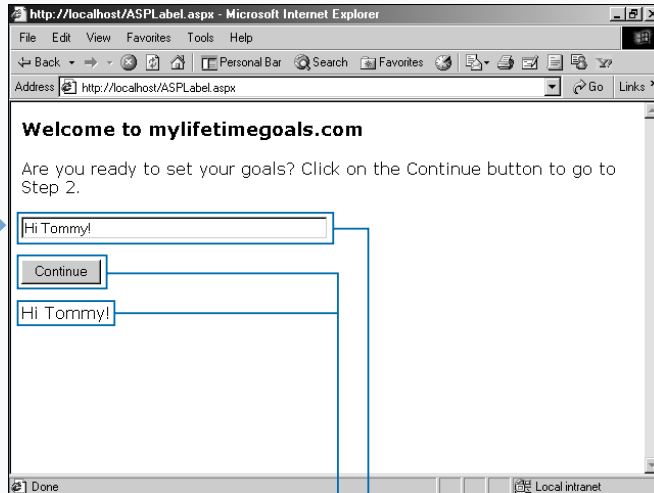 http://localhost/ASPLabel.aspx - Microsoft Internet Explorer
File Edit View Favorites Tools Help
Back Personal Bar Search Favorites
Address http://localhost/ASPLabel.aspx Go Links
Welcome to mylifetimegoals.com
Are you ready to set your goals? Click on the Continue button to go to
Step 2.
Hi Tommy!
Continue
Hi Tommy!
Done Local intranet